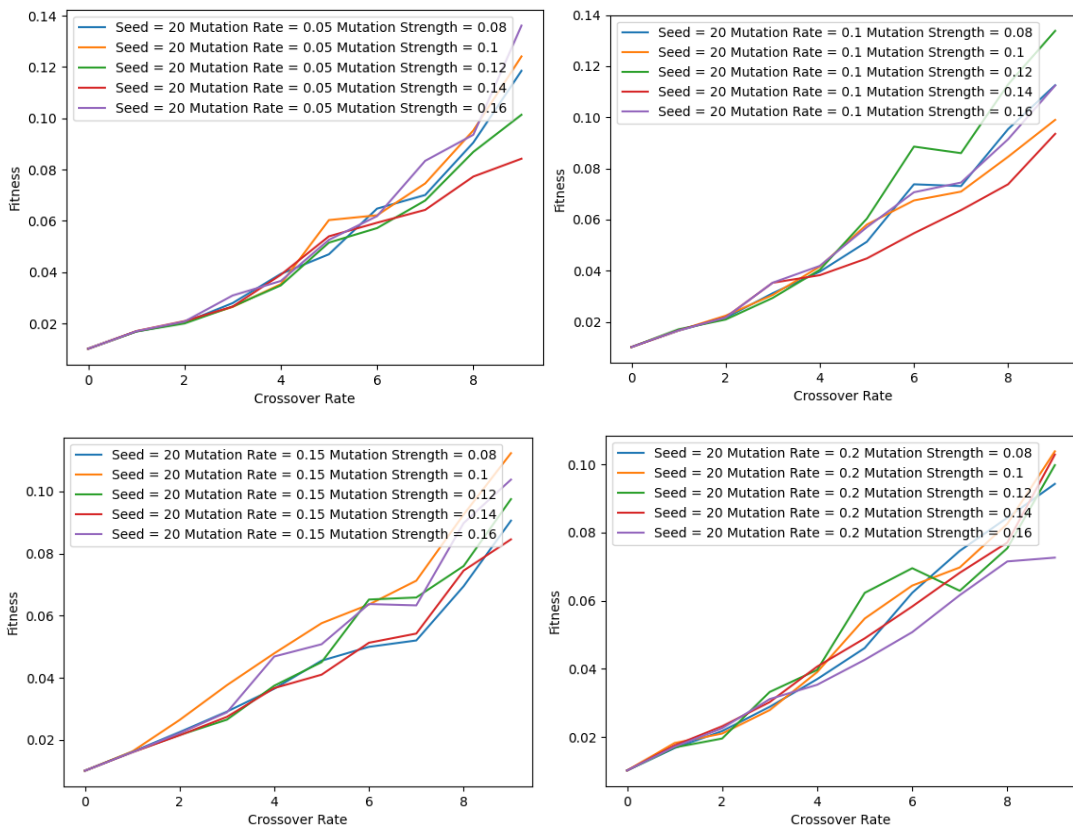 0.14
0.12
0.10
0.08
0.06
0.04
0.02
Fitness
Seed = 20 Mutation Rate = 0.05 Mutation Strength = 0.08
Seed = 20 Mutation Rate = 0.05 Mutation Strength = 0.1
Seed = 20 Mutation Rate = 0.05 Mutation Strength = 0.12
Seed = 20 Mutation Rate = 0.05 Mutation Strength = 0.14
Seed = 20 Mutation Rate = 0.05 Mutation Strength = 0.16
0 2 4 6 8
Crossover Rate
0.14
0.12
0.10
0.08
0.06
0.04
0.02
Fitness
Seed = 20 Mutation Rate = 0.1 Mutation Strength = 0.08
Seed = 20 Mutation Rate = 0.1 Mutation Strength = 0.1
Seed = 20 Mutation Rate = 0.1 Mutation Strength = 0.12
Seed = 20 Mutation Rate = 0.1 Mutation Strength = 0.14
Seed = 20 Mutation Rate = 0.1 Mutation Strength = 0.16
0 2 4 6 8
Crossover Rate
0.10
0.08
0.06
0.04
0.02
Fitness
Seed = 20 Mutation Rate = 0.15 Mutation Strength = 0.08
Seed = 20 Mutation Rate = 0.15 Mutation Strength = 0.1
Seed = 20 Mutation Rate = 0.15 Mutation Strength = 0.12
Seed = 20 Mutation Rate = 0.15 Mutation Strength = 0.14
Seed = 20 Mutation Rate = 0.15 Mutation Strength = 0.16
0 2 4 6 8
Crossover Rate
0.10
0.08
0.06
0.04
0.02
Fitness
Seed = 20 Mutation Rate = 0.2 Mutation Strength = 0.08
Seed = 20 Mutation Rate = 0.2 Mutation Strength = 0.1
Seed = 20 Mutation Rate = 0.2 Mutation Strength = 0.12
Seed = 20 Mutation Rate = 0.2 Mutation Strength = 0.14
Seed = 20 Mutation Rate = 0.2 Mutation Strength = 0.16
0 2 4 6 8
Crossover Rate